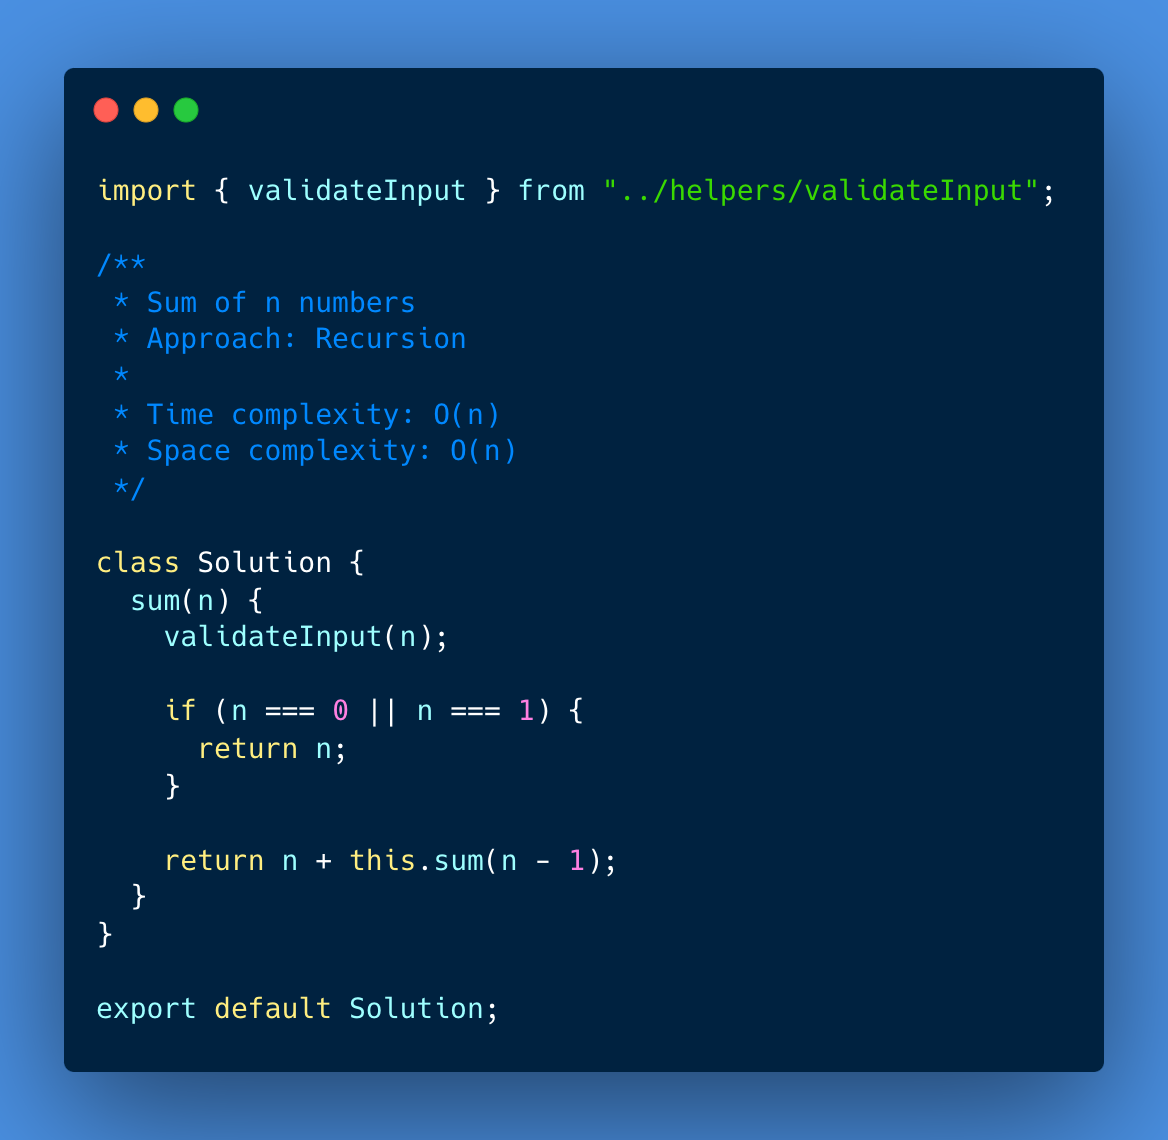 import { validateInput } from "../helpers/validateInput";
/**
 * Sum of n numbers
 * Approach: Recursion
 *
 * Time complexity: O(n)
 * Space complexity: O(n)
 */
class Solution {
  sum(n) {
    validateInput(n);
    if (n === 0 || n === 1) {
      return n;
    }
    return n + this.sum(n - 1);
  }
}
export default Solution;